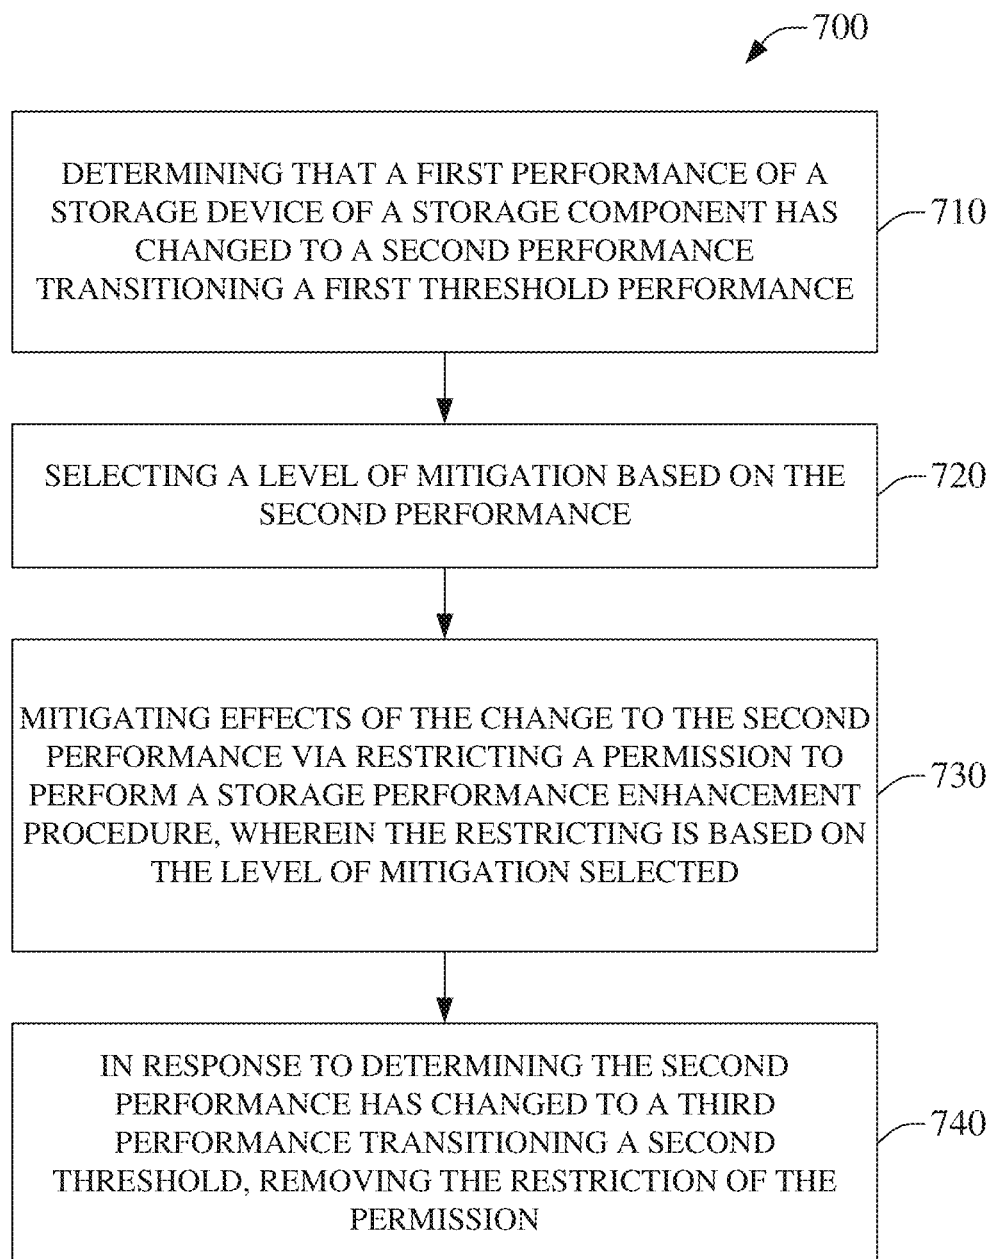 700
DETERMINING THAT A FIRST PERFORMANCE OF A
STORAGE DEVICE OF A STORAGE COMPONENT HAS
CHANGED TO A SECOND PERFORMANCE
TRANSITIONING A FIRST THRESHOLD PERFORMANCE
710
SELECTING A LEVEL OF MITIGATION BASED ON THE
SECOND PERFORMANCE
720
MITIGATING EFFECTS OF THE CHANGE TO THE SECOND
PERFORMANCE VIA RESTRICTING A PERMISSION TO
PERFORM A STORAGE PERFORMANCE ENHANCEMENT
PROCEDURE, WHEREIN THE RESTRICTING IS BASED ON
THE LEVEL OF MITIGATION SELECTED
730
IN RESPONSE TO DETERMINING THE SECOND
PERFORMANCE HAS CHANGED TO A THIRD
PERFORMANCE TRANSITIONING A SECOND
THRESHOLD, REMOVING THE RESTRICTION OF THE
PERMISSION
740